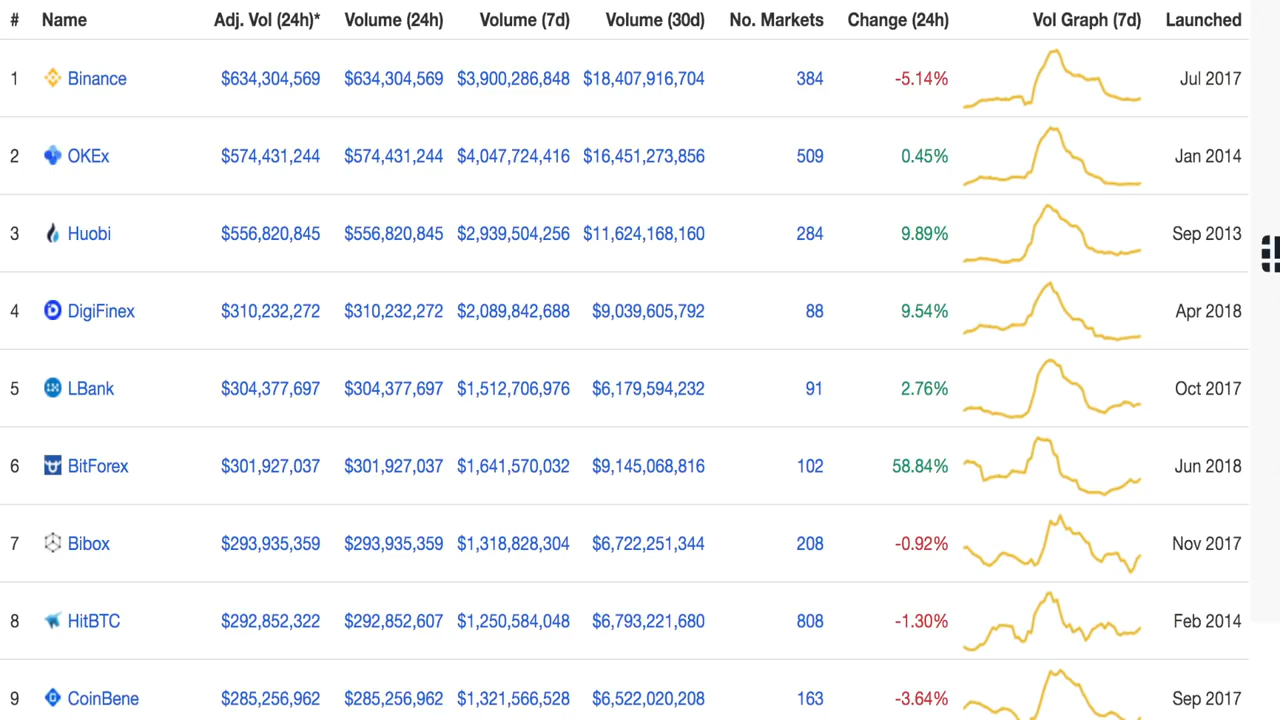 # Name Adj. Vol (24h)* Volume (24h) Volume (7d) Volume (30d) No. Markets Change (24h) Vol Graph (7d) Launched
1 Binance $634,304,569 $634,304,569 $3,900,286,848 $18,407,916,704 384 -5.14% Jul 2017
2 OKEx $574,431,244 $574,431,244 $4,047,724,416 $16,451,273,856 509 0.45% Jan 2014
3 Huobi $556,820,845 $556,820,845 $2,939,504,256 $11,624,168,160 284 9.89% Sep 2013
4 DigiFinex $310,232,272 $310,232,272 $2,089,842,688 $9,039,605,792 88 9.54% Apr 2018
5 LBank $304,377,697 $304,377,697 $1,512,706,976 $6,179,594,232 91 2.76% Oct 2017
6 BitForex $301,927,037 $301,927,037 $1,641,570,032 $9,145,068,816 102 58.84% Jun 2018
7 Bibox $293,935,359 $293,935,359 $1,318,828,304 $6,722,251,344 208 -0.92% Nov 2017
8 HitBTC $292,852,322 $292,852,607 $1,250,584,048 $6,793,221,680 808 -1.30% Feb 2014
9 CoinBene $285,256,962 $285,256,962 $1,321,566,528 $6,522,020,208 163 -3.64% Sep 2017